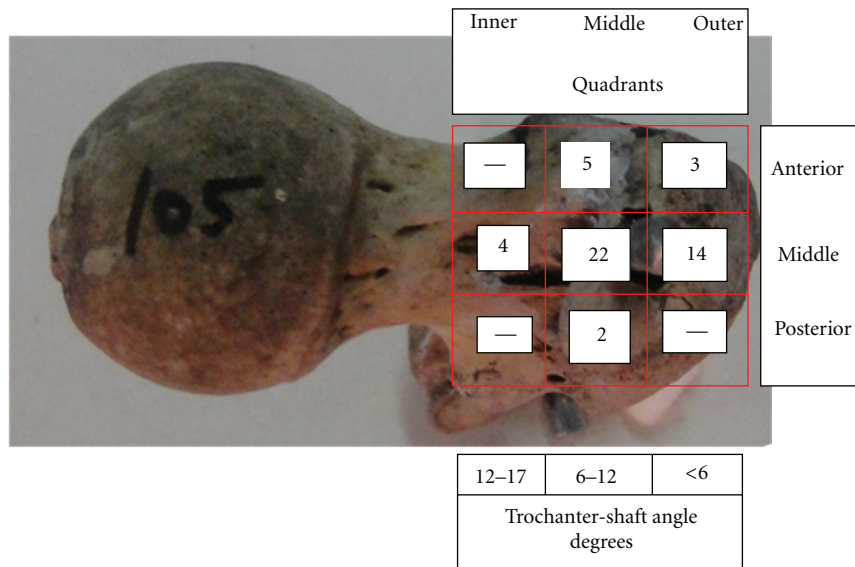 Inner Middle Outer
Quadrants
105
— 5 3 Anterior
4 22 14 Middle
— 2 — Posterior
12–17 6–12 <6
Trochanter-shaft angle
degrees